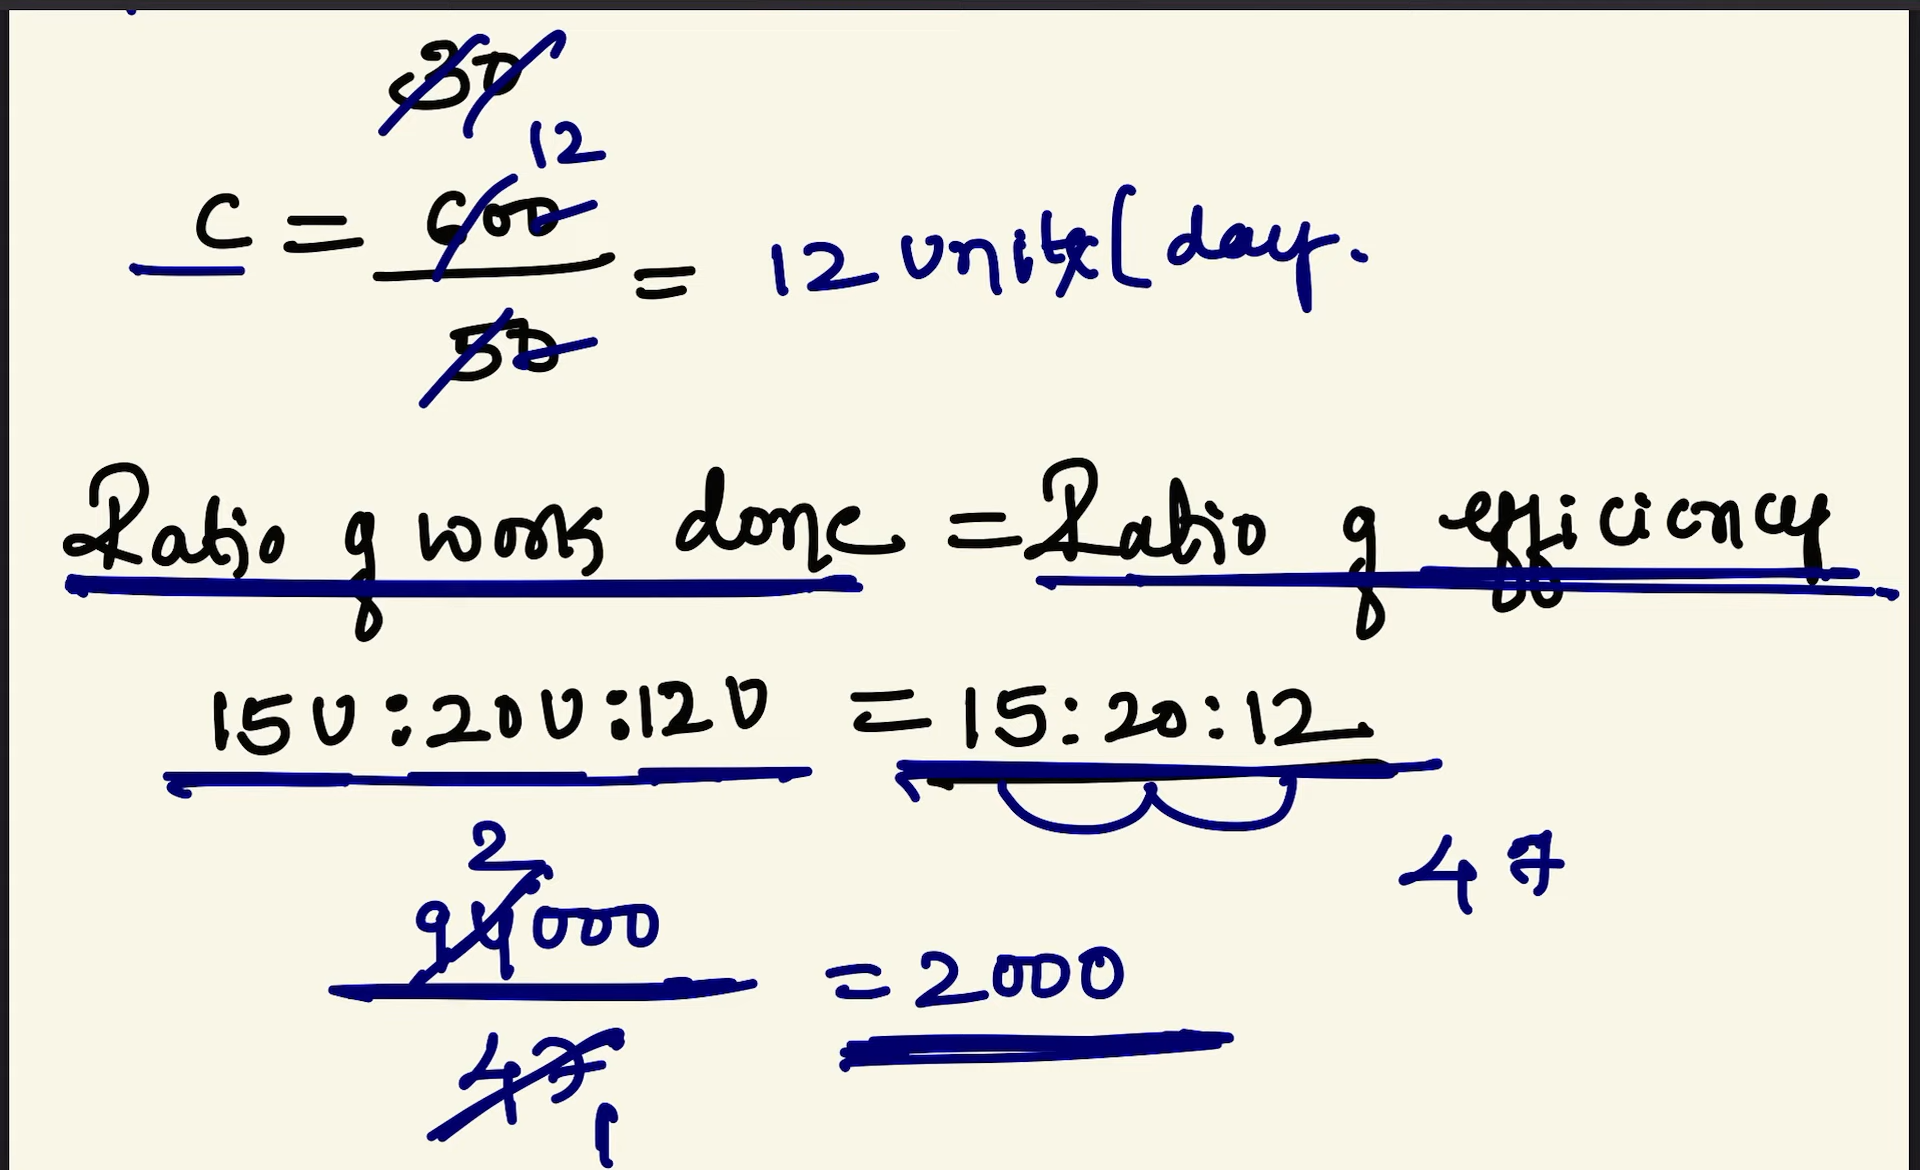 30
12
C = 600 = 12 units/day.
50
Ratio of work done = Ratio of efficiency
15U:20U:12U = 15:20:12
47
2
94000 = 2000
47
1